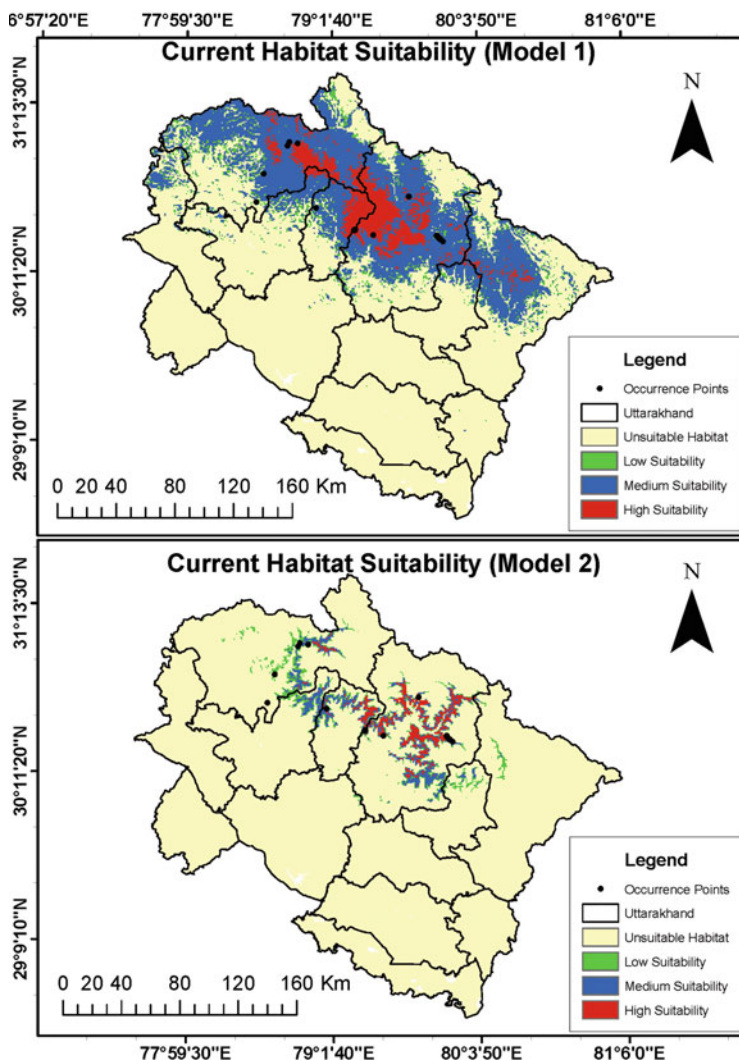 6°57'20"E 77°59'30"E 79°1'40"E 80°3'50"E 81°6'0"E
Current Habitat Suitability (Model 1)
N
31°13'30"N
30°11'20"N
29°9'10"N
Legend
Occurrence Points
Uttarakhand
Unsuitable Habitat
Low Suitability
Medium Suitability
High Suitability
0 20 40 80 120 160 Km
Current Habitat Suitability (Model 2)
N
31°13'30"N
30°11'20"N
29°9'10"N
Legend
Occurrence Points
Uttarakhand
Unsuitable Habitat
Low Suitability
Medium Suitability
High Suitability
0 20 40 80 120 160 Km
77°59'30"E 79°1'40"E 80°3'50"E 81°6'0"E